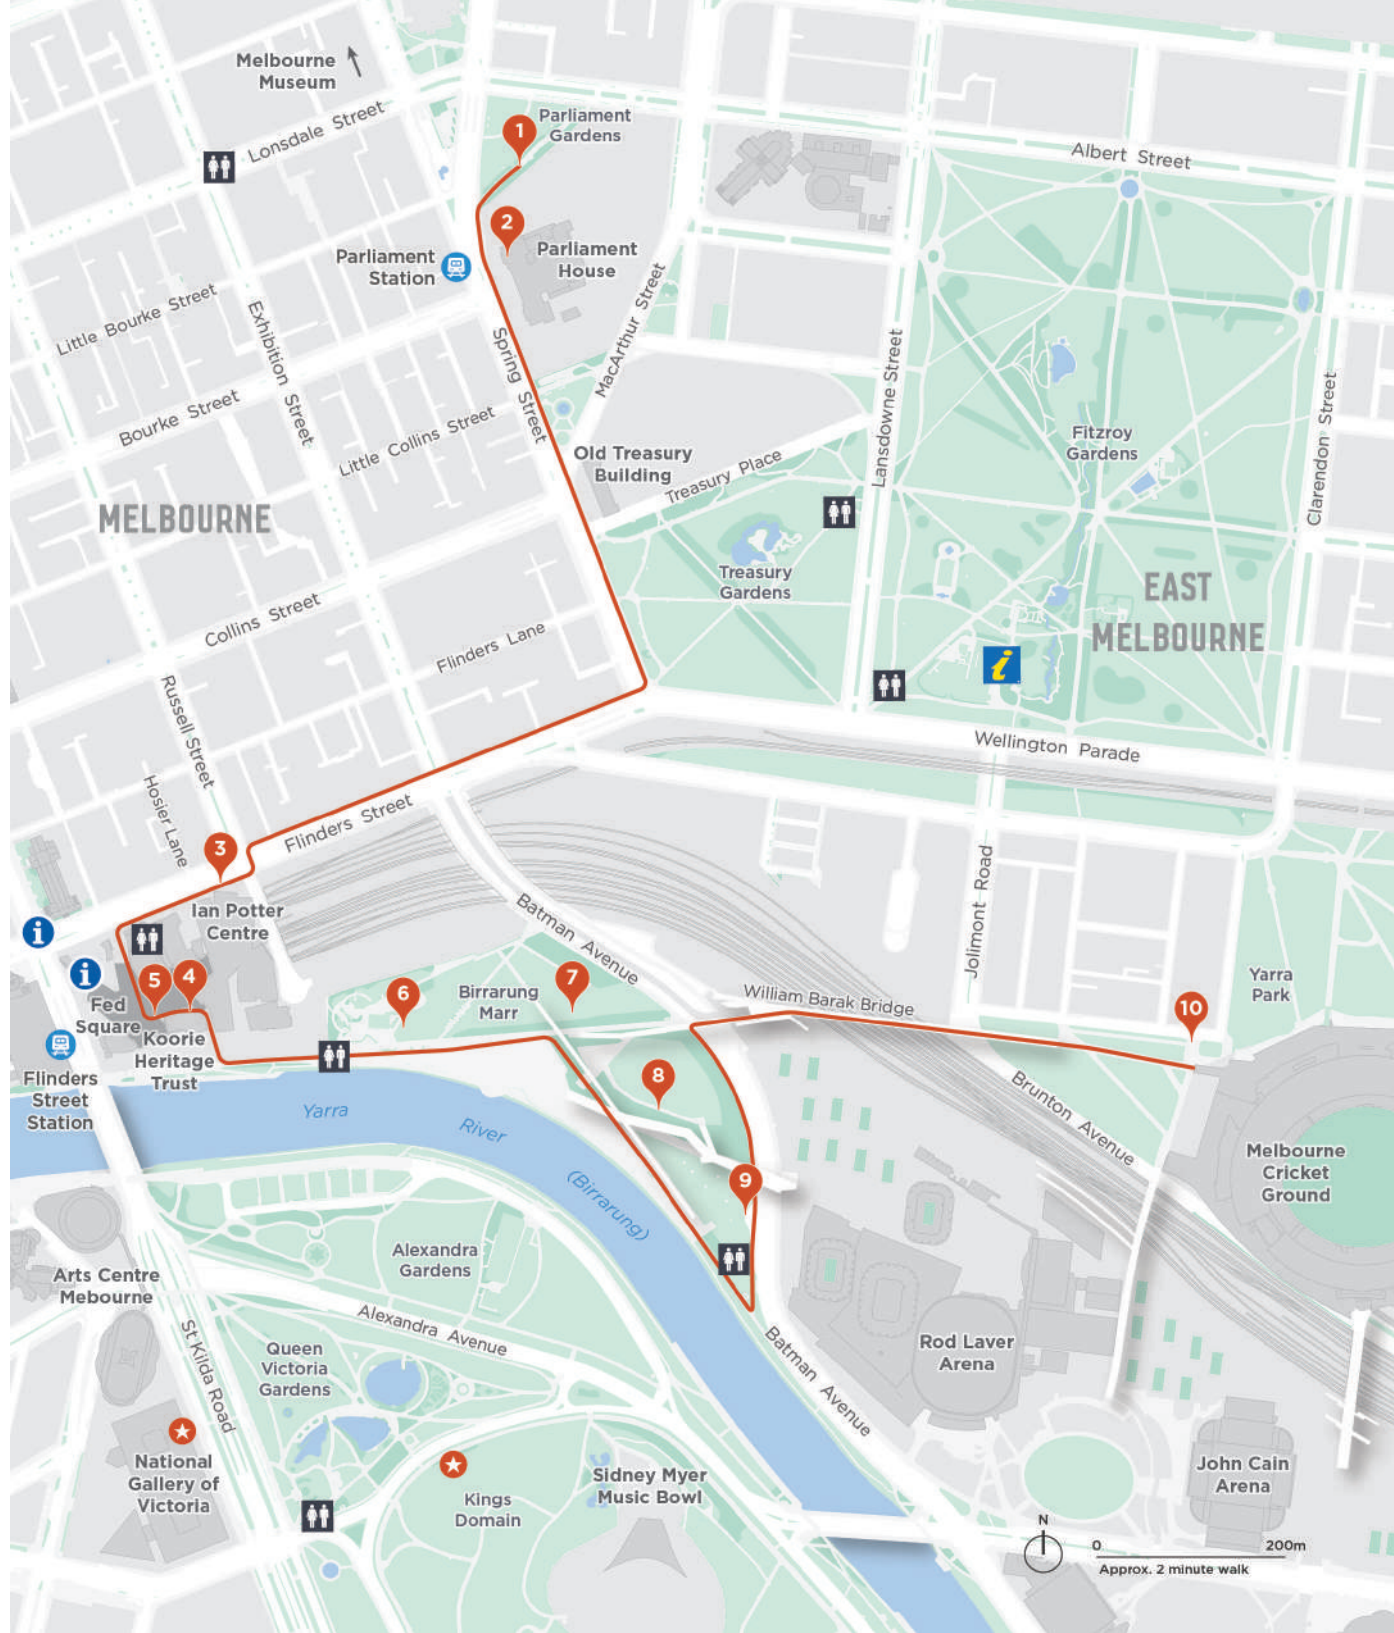 Melbourne
Museum
Lonsdale Street
1
Parliament
Gardens
Albert Street
2
Parliament
House
Parliament
Station
Little Bourke Street
Exhibition Street
Spring Street
MacArthur Street
Lansdowne Street
Clarendon Street
Bourke Street
Little Collins Street
Fitzroy
Gardens
Old Treasury
Building
Treasury Place
MELBOURNE
Treasury
Gardens
EAST
MELBOURNE
Collins Street
Flinders Lane
i
Russell Street
Wellington Parade
Hosier Lane
Flinders Street
3
Ian Potter
Centre
Batman Avenue
Jolimont Road
i
i
5
4
6
7
Birrarung
Marr
William Barak Bridge
10
Yarra
Park
Fed
Square
Koorie
Heritage
Trust
Flinders
Street
Station
8
Brunton Avenue
Yarra
River
(Birrarung)
9
Melbourne
Cricket
Ground
Alexandra
Gardens
Arts Centre
Mebourne
Alexandra Avenue
St Kilda Road
Queen
Victoria
Gardens
Batman Avenue
Rod Laver
Arena
National
Gallery of
Victoria
Kings
Domain
Sidney Myer
Music Bowl
John Cain
Arena
N
0 200m
Approx. 2 minute walk